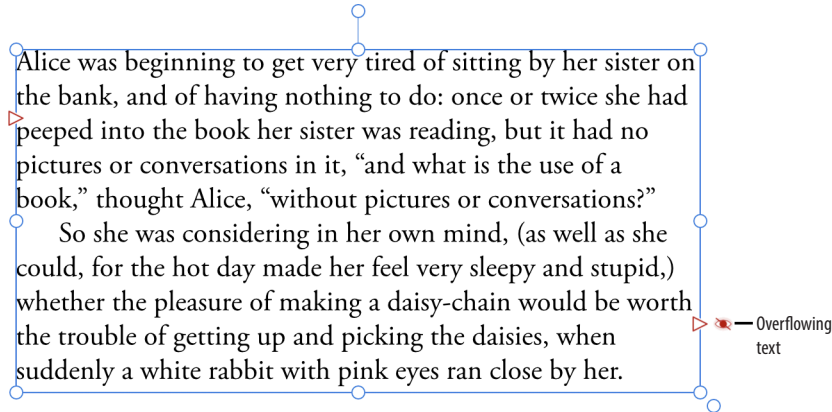 Alice was beginning to get very tired of sitting by her sister on
the bank, and of having nothing to do: once or twice she had
peeped into the book her sister was reading, but it had no
pictures or conversations in it, “and what is the use of a
book,” thought Alice, “without pictures or conversations?”
So she was considering in her own mind, (as well as she
could, for the hot day made her feel very sleepy and stupid,)
whether the pleasure of making a daisy-chain would be worth
the trouble of getting up and picking the daisies, when
suddenly a white rabbit with pink eyes ran close by her.
Overflowing
text